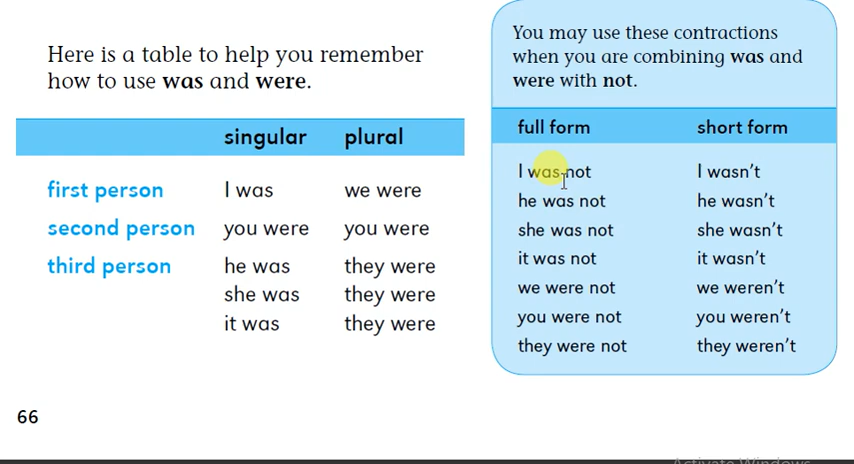 Here is a table to help you remember
how to use was and were.
singular plural
first person I was we were
second person you were you were
third person he was they were
she was they were
it was they were
66
You may use these contractions
when you are combining was and
were with not.
full form short form
I was not I wasn't
he was not he wasn't
she was not she wasn't
it was not it wasn't
we were not we weren't
you were not you weren't
they were not they weren't
Activate Windows